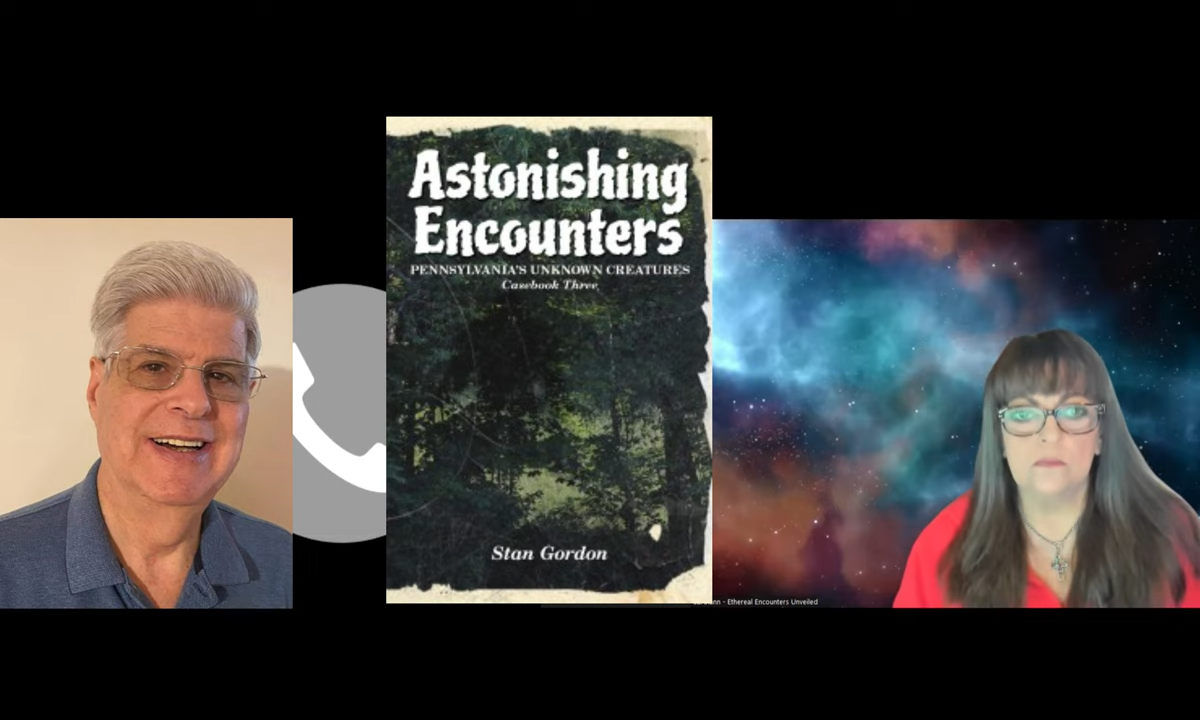 Astonishing
Encounters
PENNSYLVANIA'S UNKNOWN CREATURES
Casebook Three
Stan Gordon
- Ethereal Encounters Unveiled